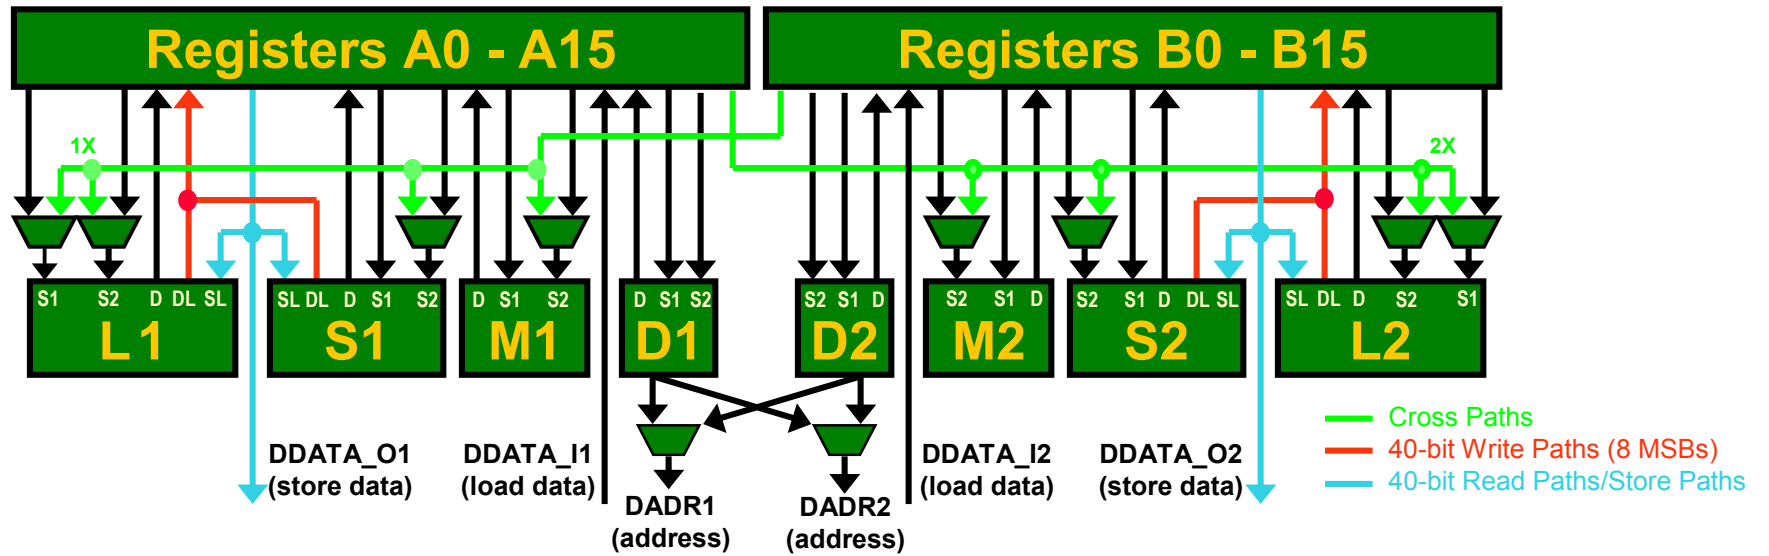 Registers A0 - A15
Registers B0 - B15
1X
2X
S1 S2 D DL SL
L1
SL DL D S1 S2
S1
D S1 S2
M1
D S1 S2
D1
S2 S1 D
D2
S2 S1 D
M2
S2 S1 D DL SL
S2
SL DL D S2 S1
L2
DDATA_O1
(store data)
DDATA_I1
(load data)
DADR1
(address)
DADR2
(address)
DDATA_I2
(load data)
DDATA_O2
(store data)
Cross Paths
40-bit Write Paths (8 MSBs)
40-bit Read Paths/Store Paths